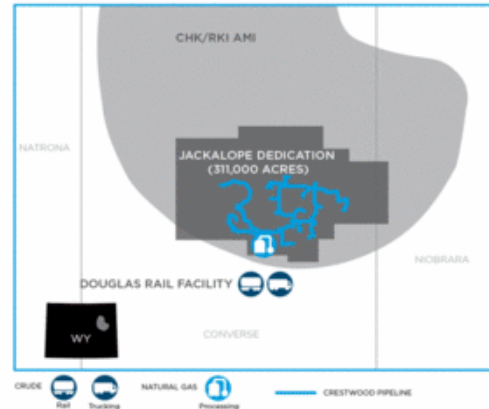 CHK/RKI AMI
NATRONA
JACKALOPE DEDICATION
(311,000 ACRES)
NIOBRARA
DOUGLAS RAIL FACILITY
WY
CONVERSE
CRUDE
Rail
Trucking
NATURAL GAS
Processing
CRESTWOOD PIPELINE